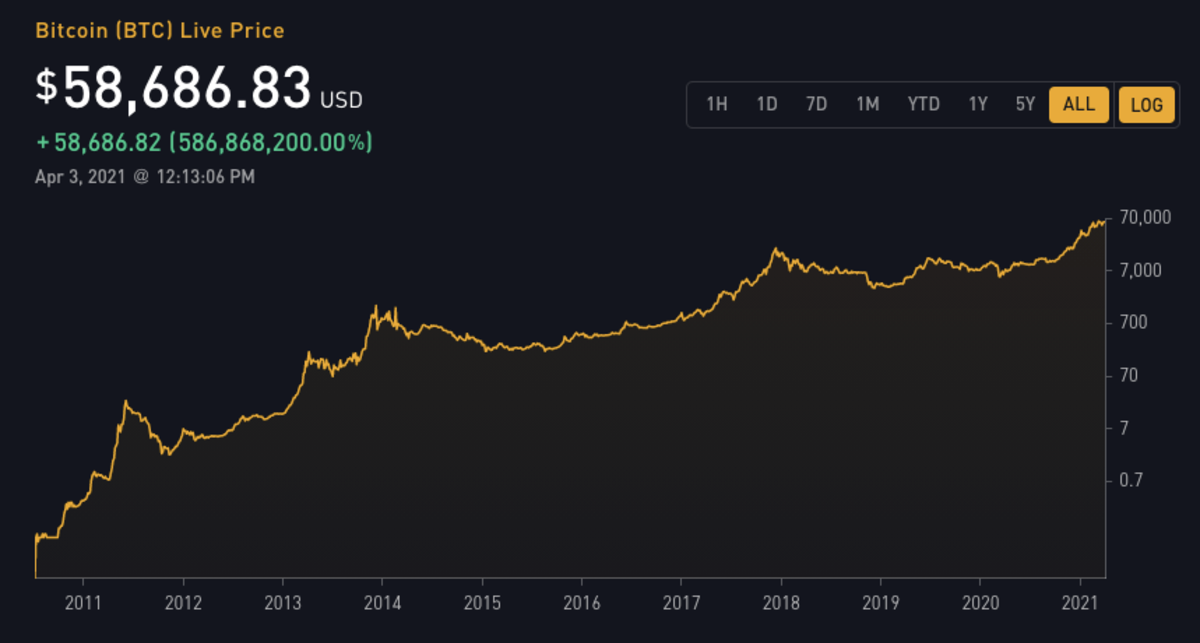 Bitcoin (BTC) Live Price
$58,686.83 USD
+58,686.82 (586,868,200.00%)
Apr 3, 2021 @ 12:13:06 PM
1H 1D 7D 1M YTD 1Y 5Y ALL LOG
70,000
7,000
700
70
7
0.7
2011 2012 2013 2014 2015 2016 2017 2018 2019 2020 2021